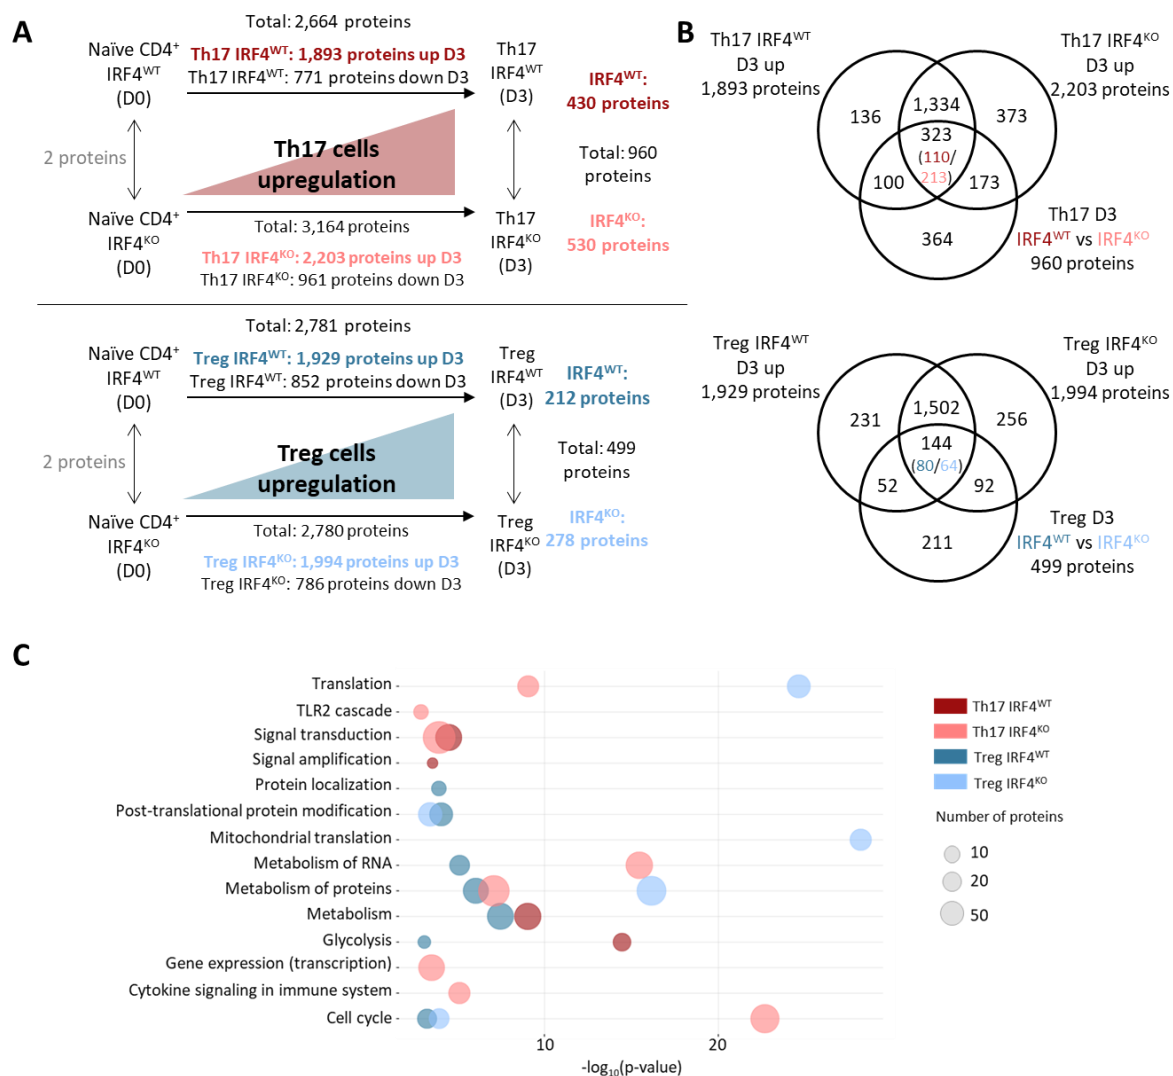 A
Total: 2,664 proteins
Naïve CD4⁺
IRF4ᵂᵀ
(D0)
Th17 IRF4ᵂᵀ: 1,893 proteins up D3
Th17 IRF4ᵂᵀ: 771 proteins down D3
Th17
IRF4ᵂᵀ
(D3)
IRF4ᵂᵀ:
430 proteins
2 proteins
Th17 cells
upregulation
Total: 960
proteins
Naïve CD4⁺
IRF4ᴷᴼ
(D0)
Total: 3,164 proteins
Th17 IRF4ᴷᴼ: 2,203 proteins up D3
Th17 IRF4ᴷᴼ: 961 proteins down D3
Th17
IRF4ᴷᴼ
(D3)
IRF4ᴷᴼ:
530 proteins
Total: 2,781 proteins
Naïve CD4⁺
IRF4ᵂᵀ
(D0)
Treg IRF4ᵂᵀ: 1,929 proteins up D3
Treg IRF4ᵂᵀ: 852 proteins down D3
Treg
IRF4ᵂᵀ
(D3)
IRF4ᵂᵀ:
212 proteins
2 proteins
Treg cells
upregulation
Total: 499
proteins
Naïve CD4⁺
IRF4ᴷᴼ
(D0)
Total: 2,780 proteins
Treg IRF4ᴷᴼ: 1,994 proteins up D3
Treg IRF4ᴷᴼ: 786 proteins down D3
Treg
IRF4ᴷᴼ
(D3)
IRF4ᴷᴼ:
278 proteins
B
Th17 IRF4ᵂᵀ
D3 up
1,893 proteins
Th17 IRF4ᴷᴼ
D3 up
2,203 proteins
136
1,334
373
323
(110/
213)
100
173
364
Th17 D3
IRF4ᵂᵀ vs IRF4ᴷᴼ
960 proteins
Treg IRF4ᵂᵀ
D3 up
1,929 proteins
Treg IRF4ᴷᴼ
D3 up
1,994 proteins
231
1,502
256
144
(80/64)
52
92
211
Treg D3
IRF4ᵂᵀ vs IRF4ᴷᴼ
499 proteins
C
Translation
TLR2 cascade
Signal transduction
Signal amplification
Protein localization
Post-translational protein modification
Mitochondrial translation
Metabolism of RNA
Metabolism of proteins
Metabolism
Glycolysis
Gene expression (transcription)
Cytokine signaling in immune system
Cell cycle
10
20
-log₁₀(p-value)
Th17 IRF4ᵂᵀ
Th17 IRF4ᴷᴼ
Treg IRF4ᵂᵀ
Treg IRF4ᴷᴼ
Number of proteins
10
20
50